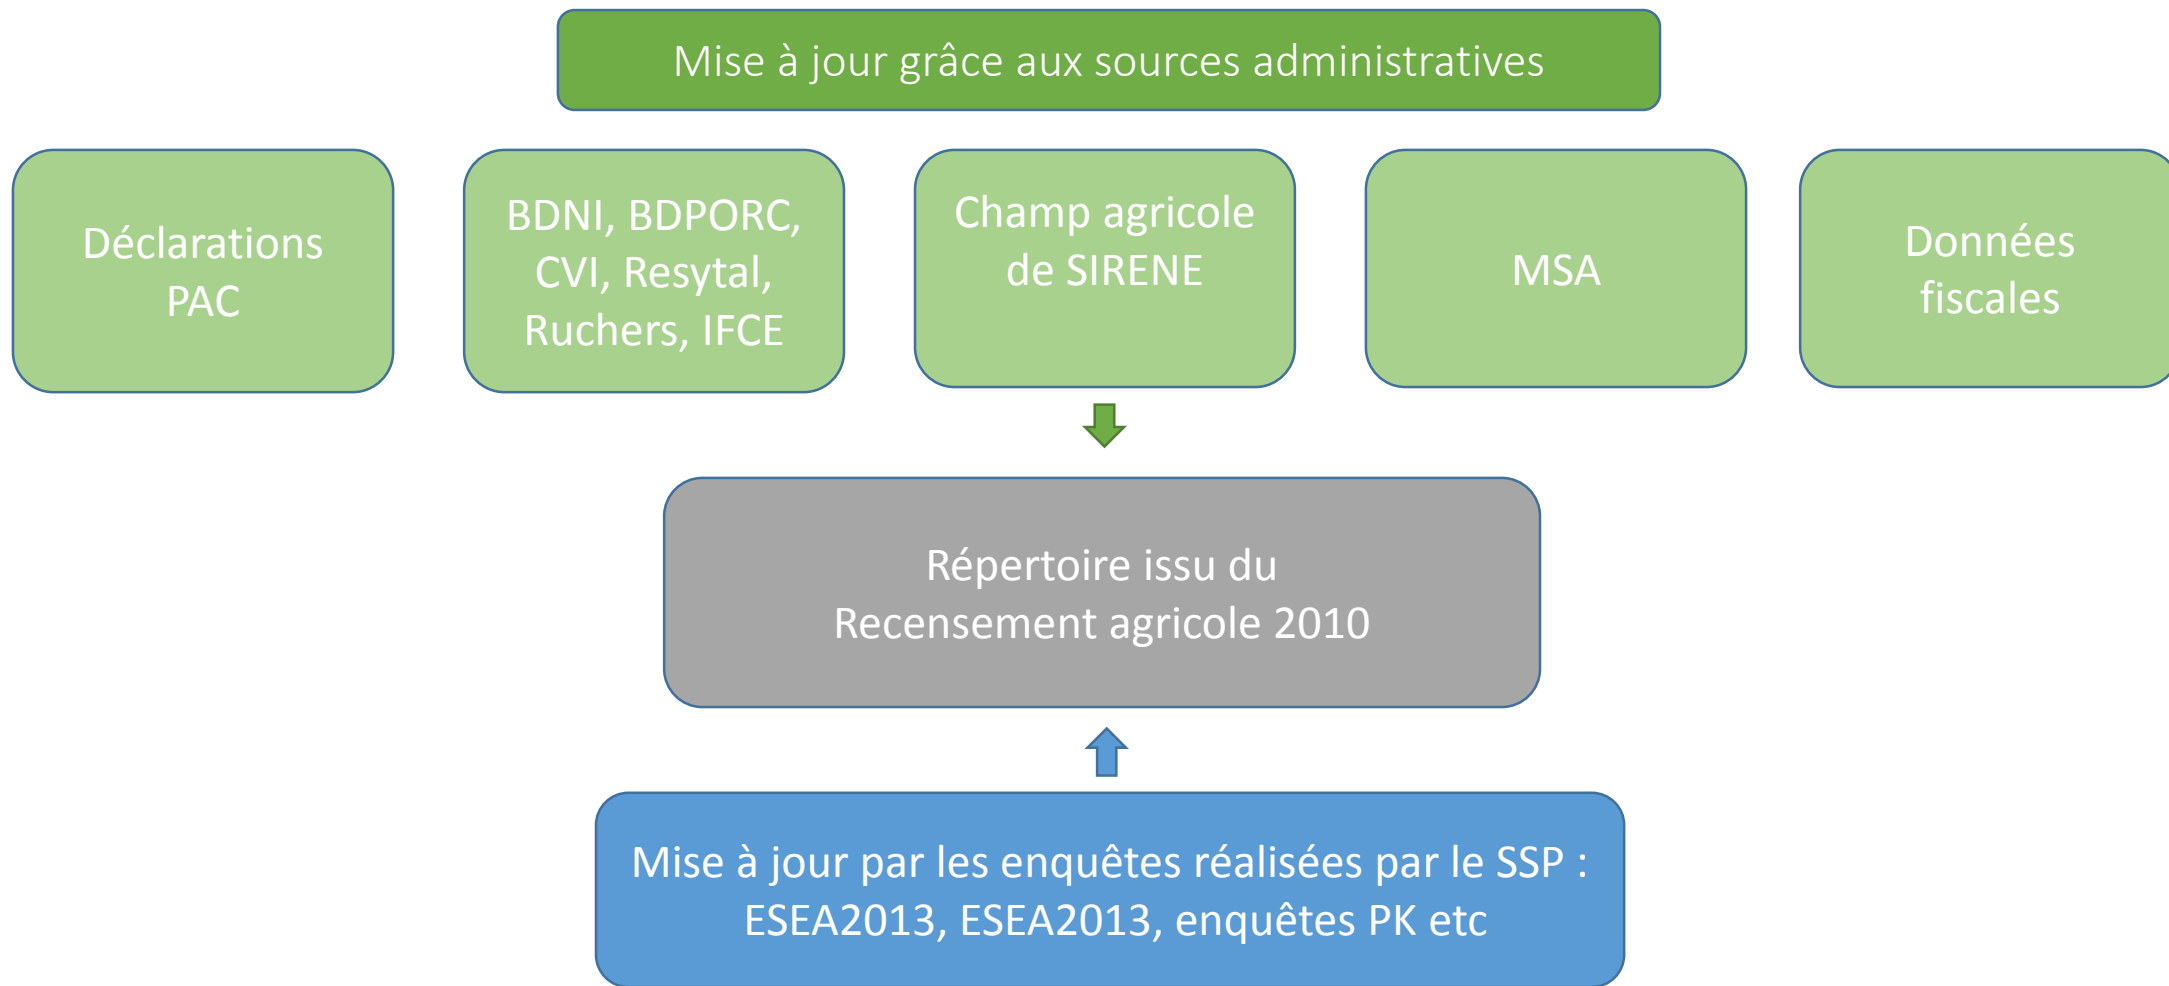 Mise à jour grâce aux sources administratives
Déclarations
PAC
BDNI, BDPORC,
CVI, Resytal,
Ruchers, IFCE
Champ agricole
de SIRENE
MSA
Données
fiscales
Répertoire issu du
Recensement agricole 2010
Mise à jour par les enquêtes réalisées par le SSP :
ESEA2013, ESEA2013, enquêtes PK etc